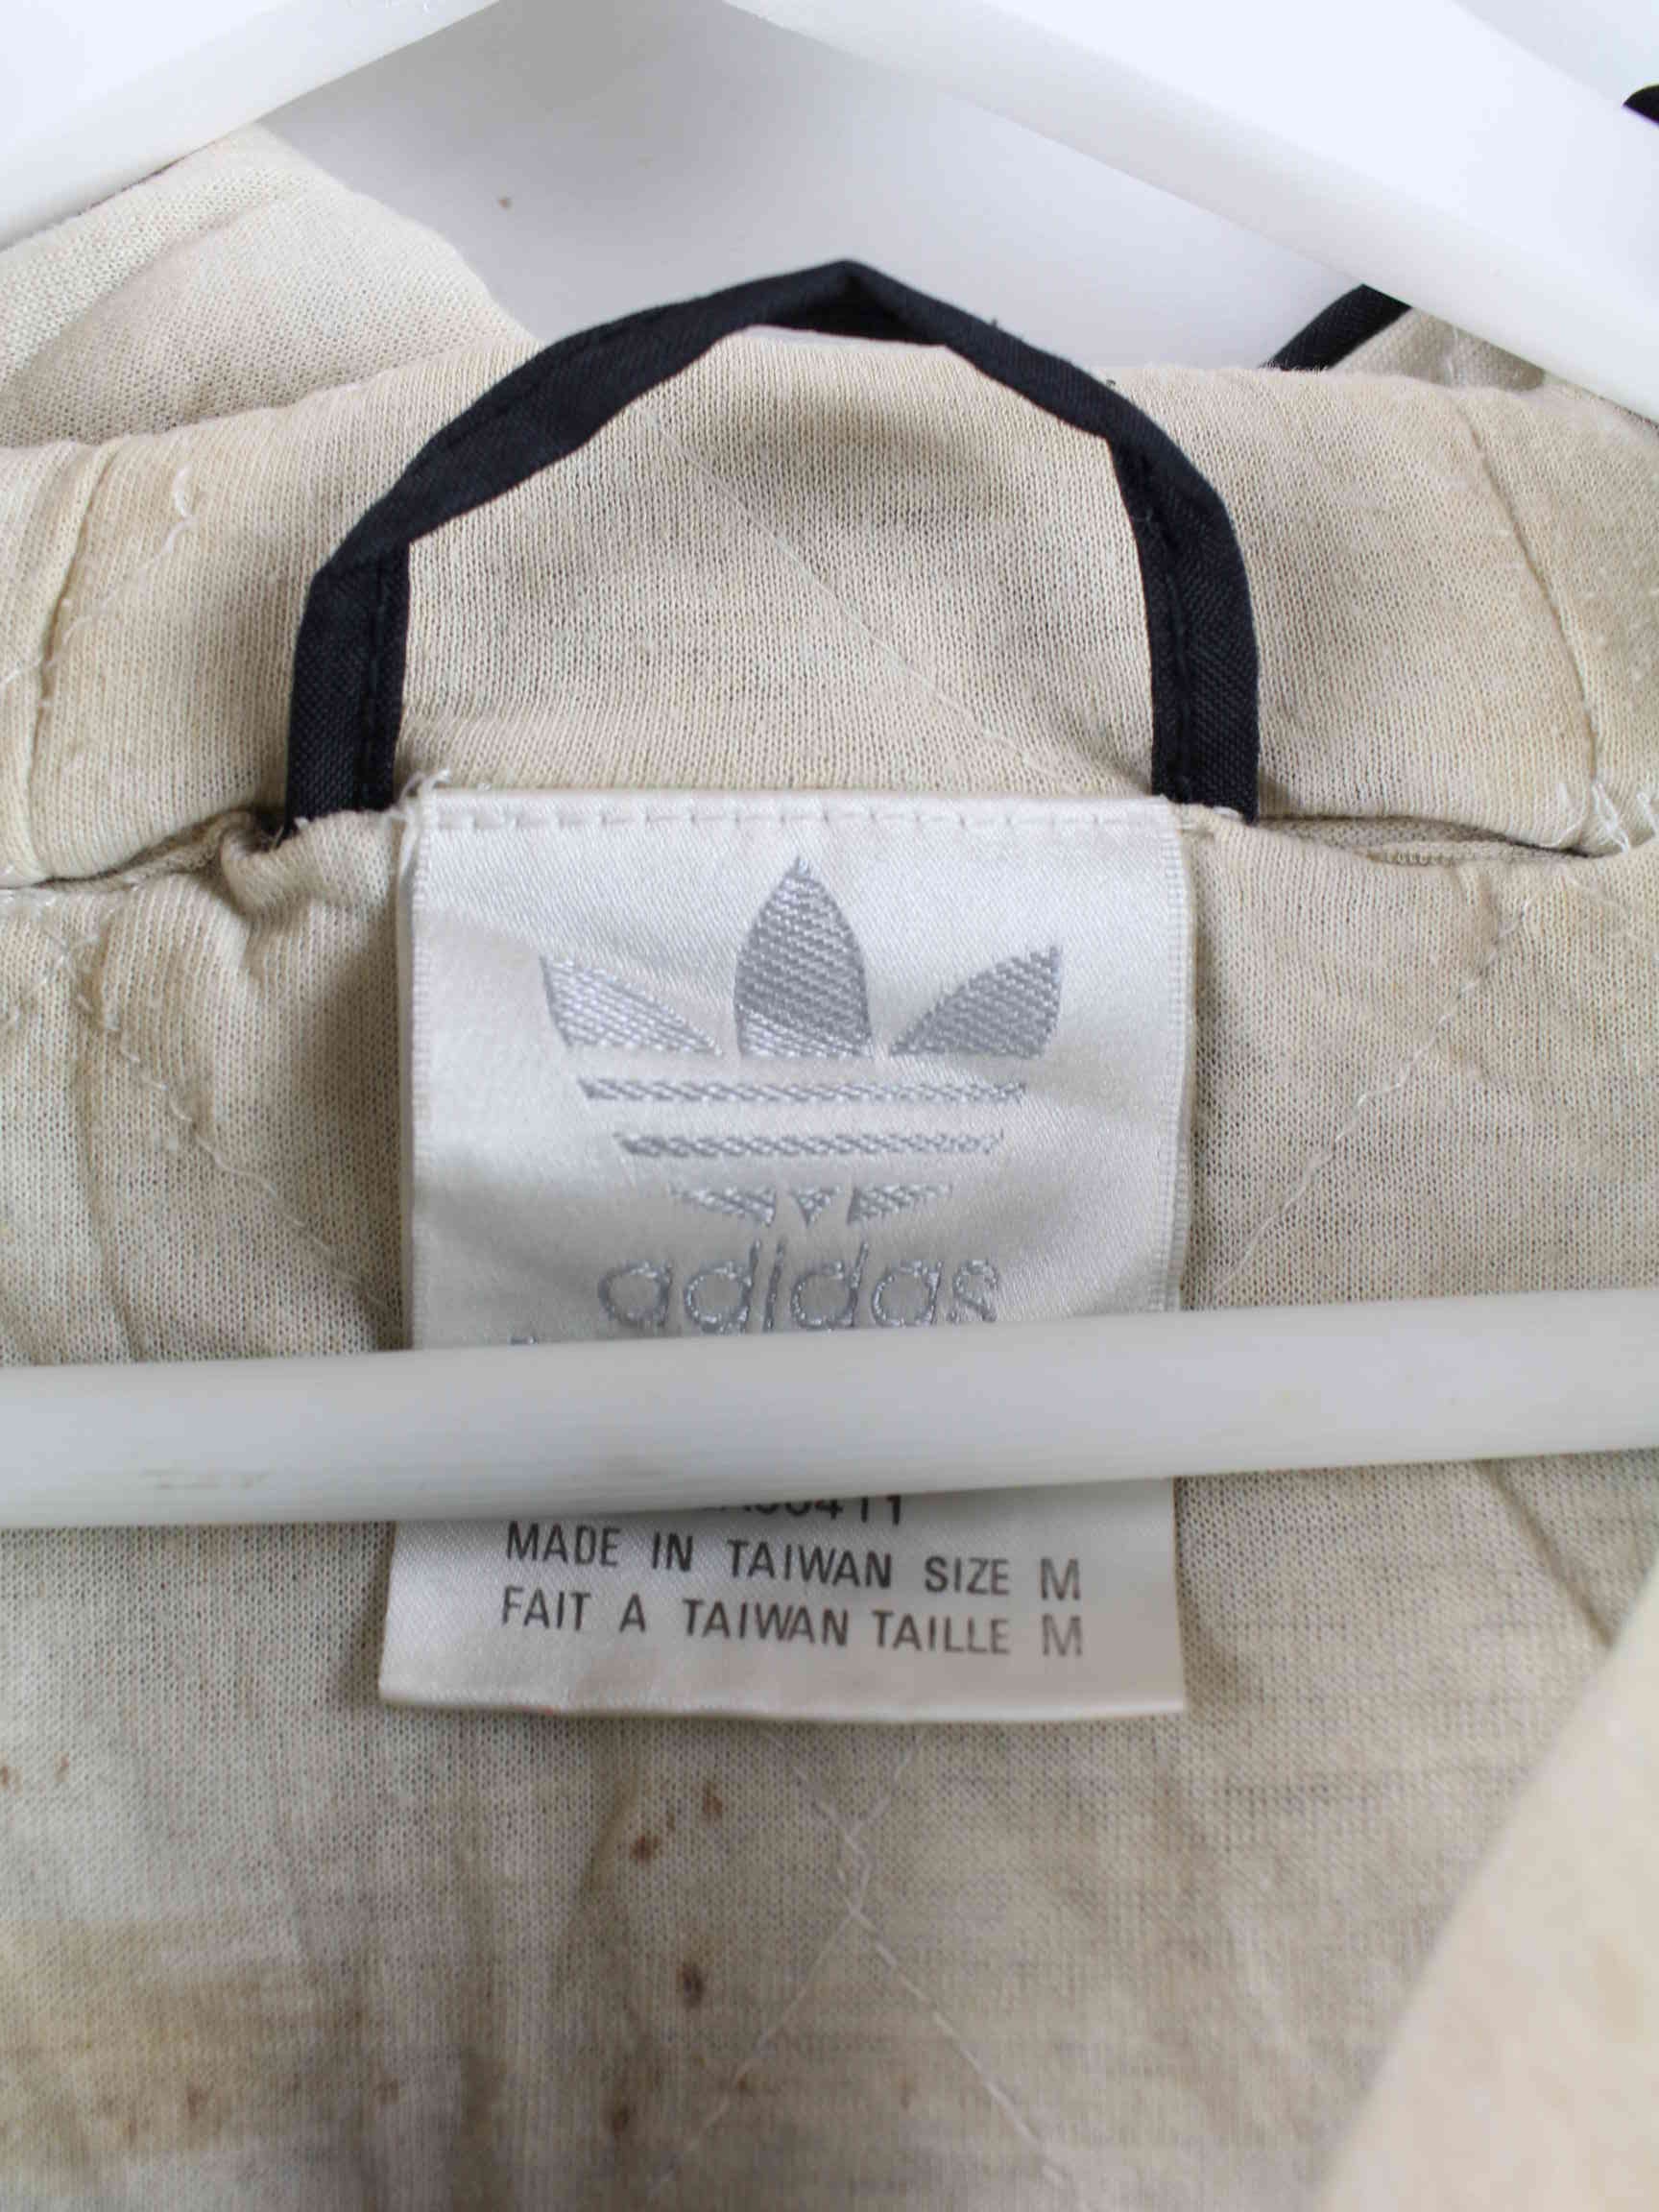 adidas
MADE IN TAIWAN SIZE M
FAIT A TAIWAN TAILLE M